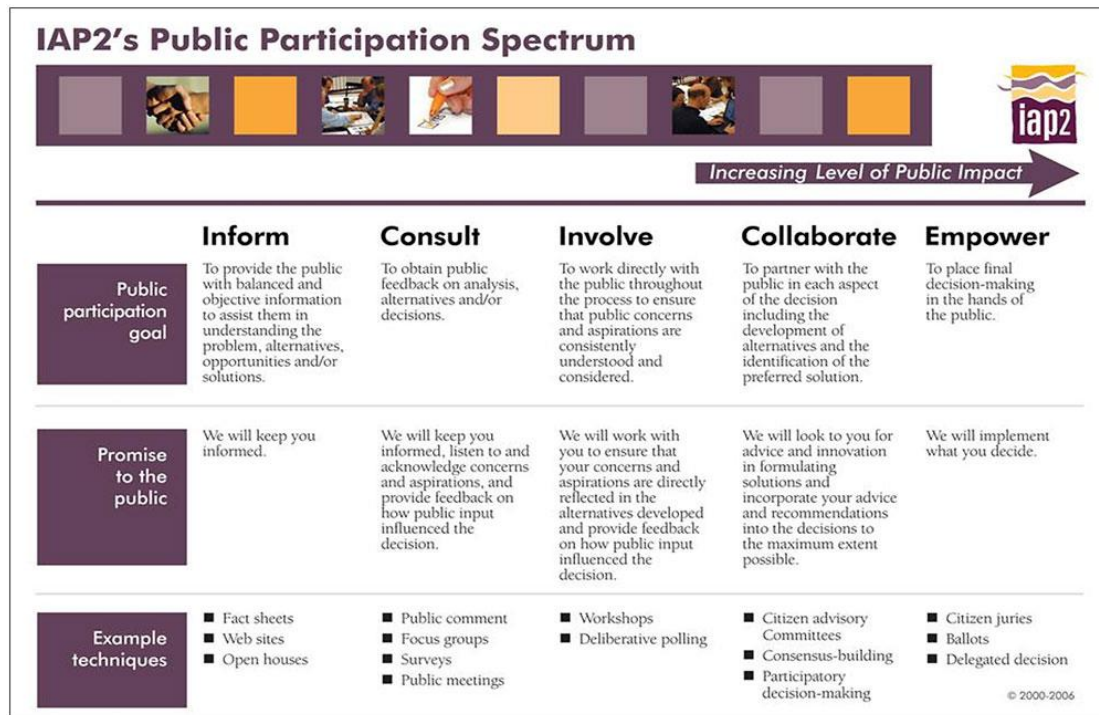 IAP2's Public Participation Spectrum
iap2
Increasing Level of Public Impact
Inform
Consult
Involve
Collaborate
Empower
Public
participation
goal
To provide the public
with balanced and
objective information
to assist them in
understanding the
problem, alternatives,
opportunities and/or
solutions.
To obtain public
feedback on analysis,
alternatives and/or
decisions.
To work directly with
the public throughout
the process to ensure
that public concerns
and aspirations are
consistently
understood and
considered.
To partner with the
public in each aspect
of the decision
including the
development of
alternatives and the
identification of the
preferred solution.
To place final
decision-making
in the hands of
the public.
Promise
to the
public
We will keep you
informed.
We will keep you
informed, listen to and
acknowledge concerns
and aspirations, and
provide feedback on
how public input
influenced the
decision.
We will work with
you to ensure that
your concerns and
aspirations are directly
reflected in the
alternatives developed
and provide feedback
on how public input
influenced the
decision.
We will look to you for
advice and innovation
in formulating
solutions and
incorporate your advice
and recommendations
into the decisions to
the maximum extent
possible.
We will implement
what you decide.
Example
techniques
■ Fact sheets
■ Web sites
■ Open houses
■ Public comment
■ Focus groups
■ Surveys
■ Public meetings
■ Workshops
■ Deliberative polling
■ Citizen advisory
Committees
■ Consensus-building
■ Participatory
decision-making
■ Citizen juries
■ Ballots
■ Delegated decision
© 2000-2006